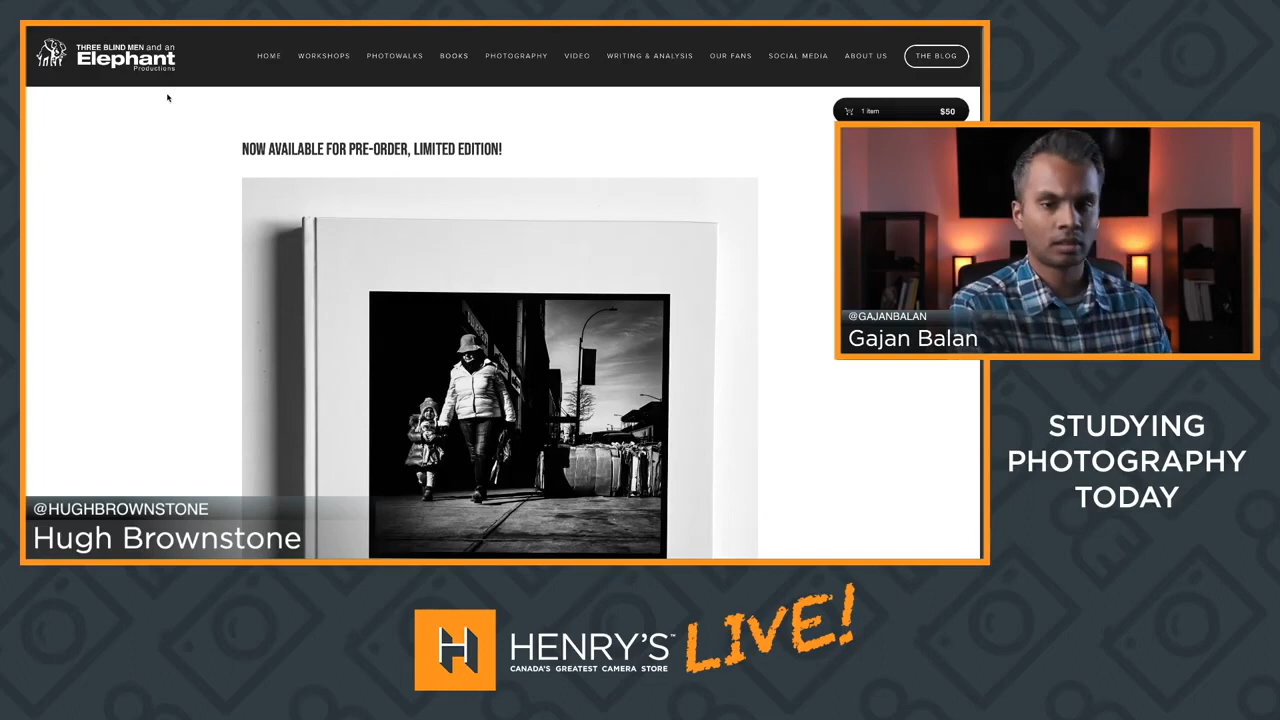 THREE BLIND MEN and an
Elephant
Productions
HOME WORKSHOPS PHOTOWALKS BOOKS PHOTOGRAPHY VIDEO WRITING & ANALYSIS OUR FANS SOCIAL MEDIA ABOUT US THE BLOG
1 item $50
NOW AVAILABLE FOR PRE-ORDER, LIMITED EDITION!
@GAJANBALAN
Gajan Balan
STUDYING
PHOTOGRAPHY
TODAY
@HUGHBROWNSTONE
Hugh Brownstone
H HENRY'S™ LIVE!
CANADA'S GREATEST CAMERA STORE